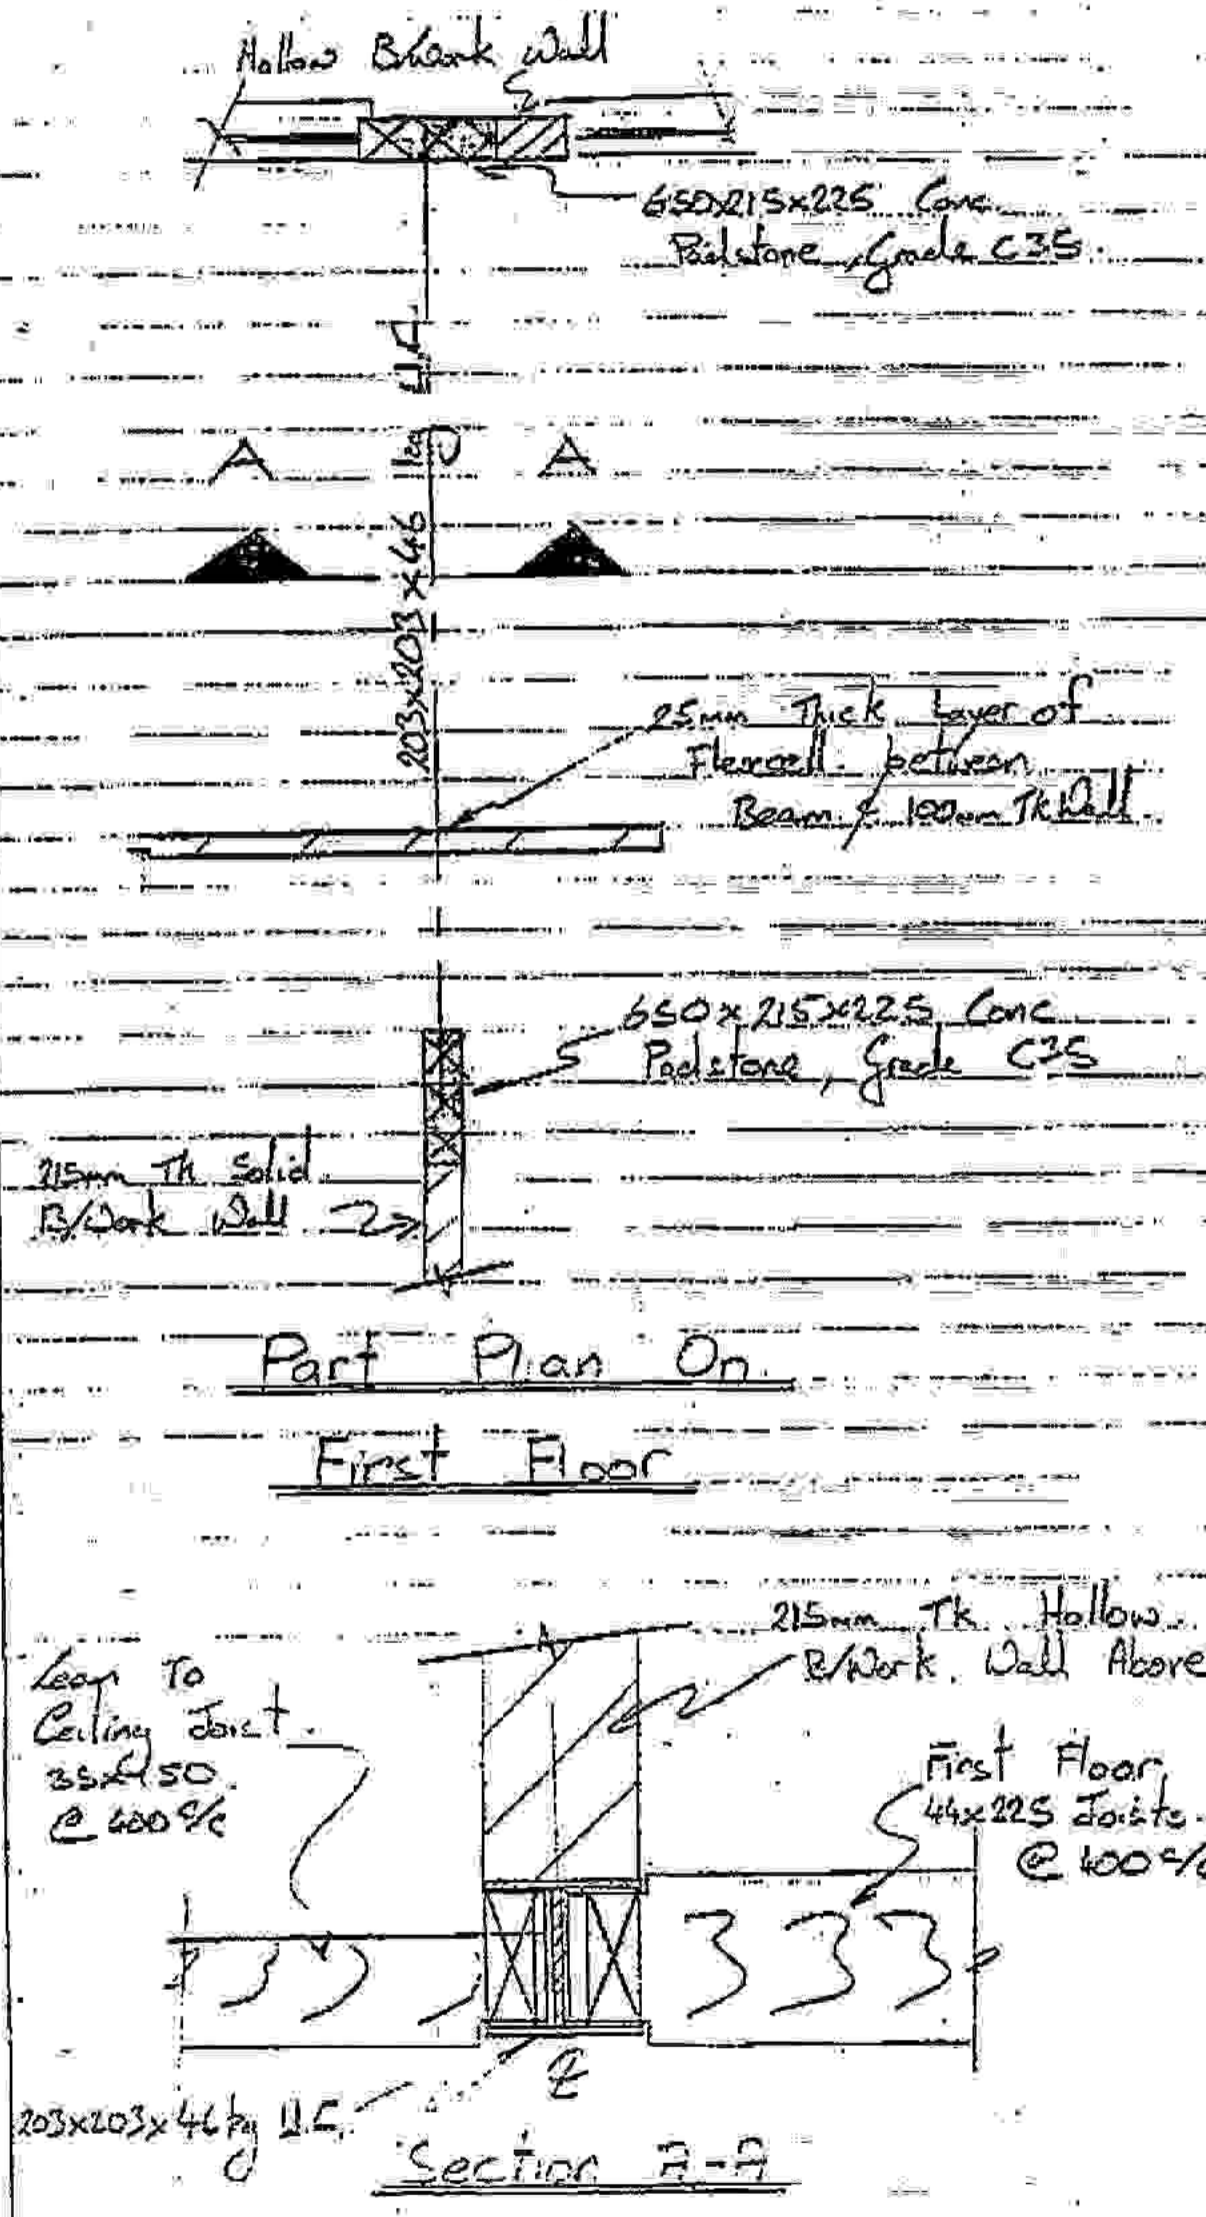 Hollow B/work Wall
650x215x225 Conc.
Padstone, Grade C35.
A A
203x203x46 kg U.C.
25mm Thick Layer of
Flexcell between
Beam & 100mm Tk Wall.
650x215x225 Conc
Padstone, Grade C35
215mm Tk Solid
B/Work Wall
Part Plan On
First Floor
215mm Tk Hollow
B/Work. Wall Above
Lean To
Ceiling Joist.
35x150
@ 400 c/c
First Floor
44x225 Joists.
@ 400 c/c
203x203x46 kg U.C.
Section A-A